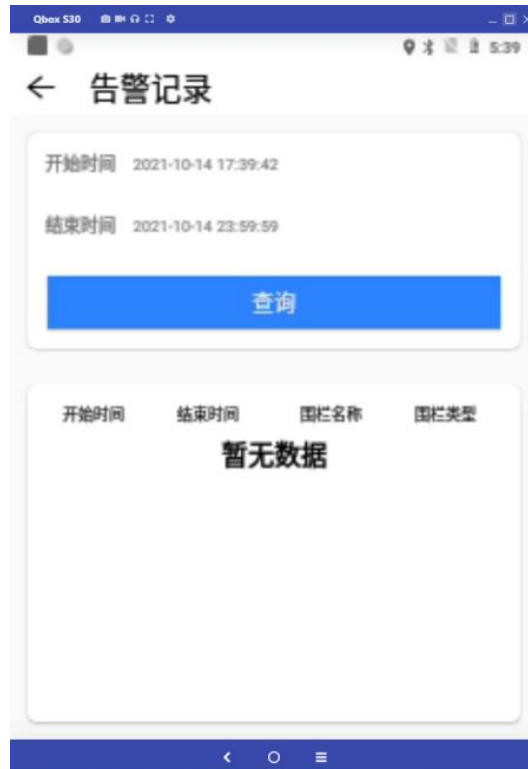 Qbox S30
5:39
告警记录
开始时间 2021-10-14 17:39:42
结束时间 2021-10-14 23:59:59
查询
开始时间 结束时间 围栏名称 围栏类型
暂无数据